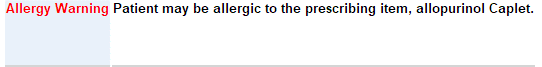 Allergy Warning Patient may be allergic to the prescribing item, allopurinol Caplet.